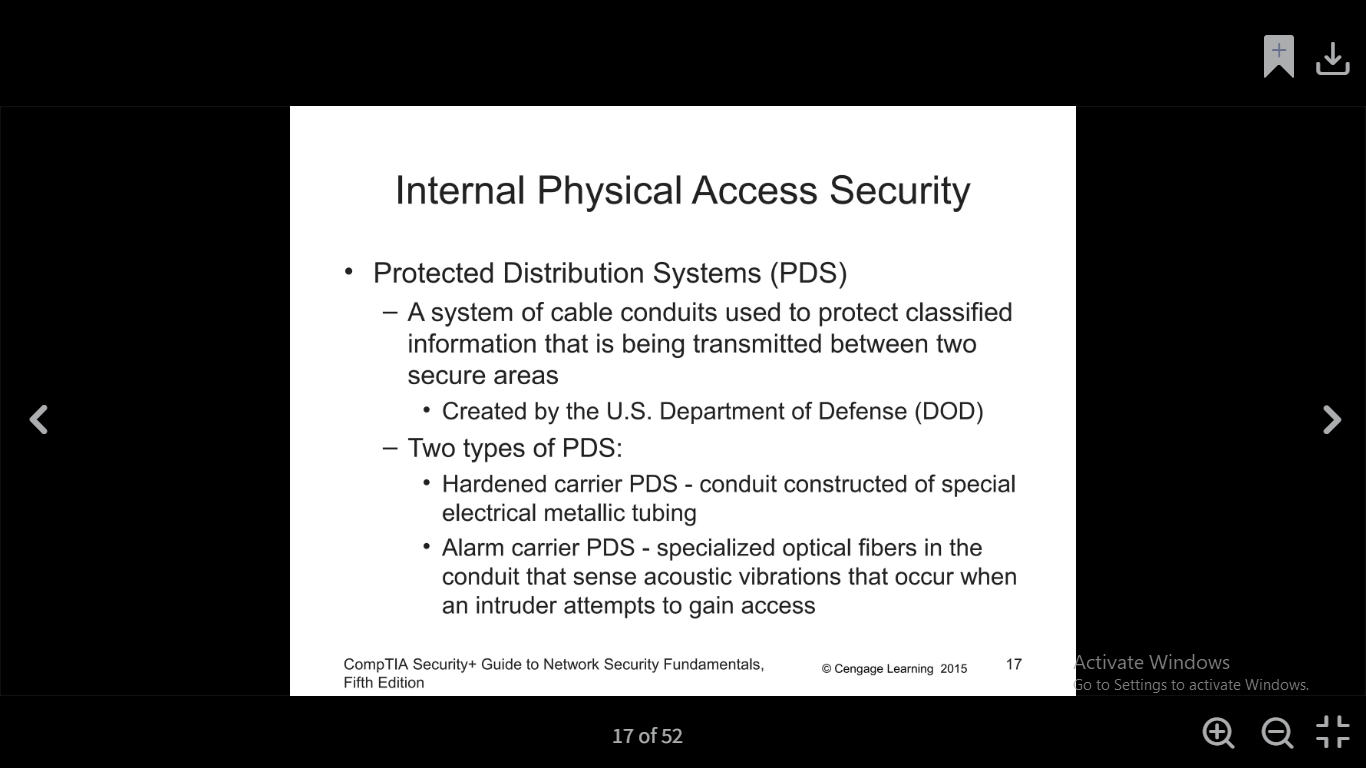 Internal Physical Access Security
• Protected Distribution Systems (PDS)
– A system of cable conduits used to protect classified
information that is being transmitted between two
secure areas
• Created by the U.S. Department of Defense (DOD)
– Two types of PDS:
• Hardened carrier PDS - conduit constructed of special
electrical metallic tubing
• Alarm carrier PDS - specialized optical fibers in the
conduit that sense acoustic vibrations that occur when
an intruder attempts to gain access
CompTIA Security+ Guide to Network Security Fundamentals,
Fifth Edition
© Cengage Learning 2015
17
Activate Windows
Go to Settings to activate Windows.
17 of 52